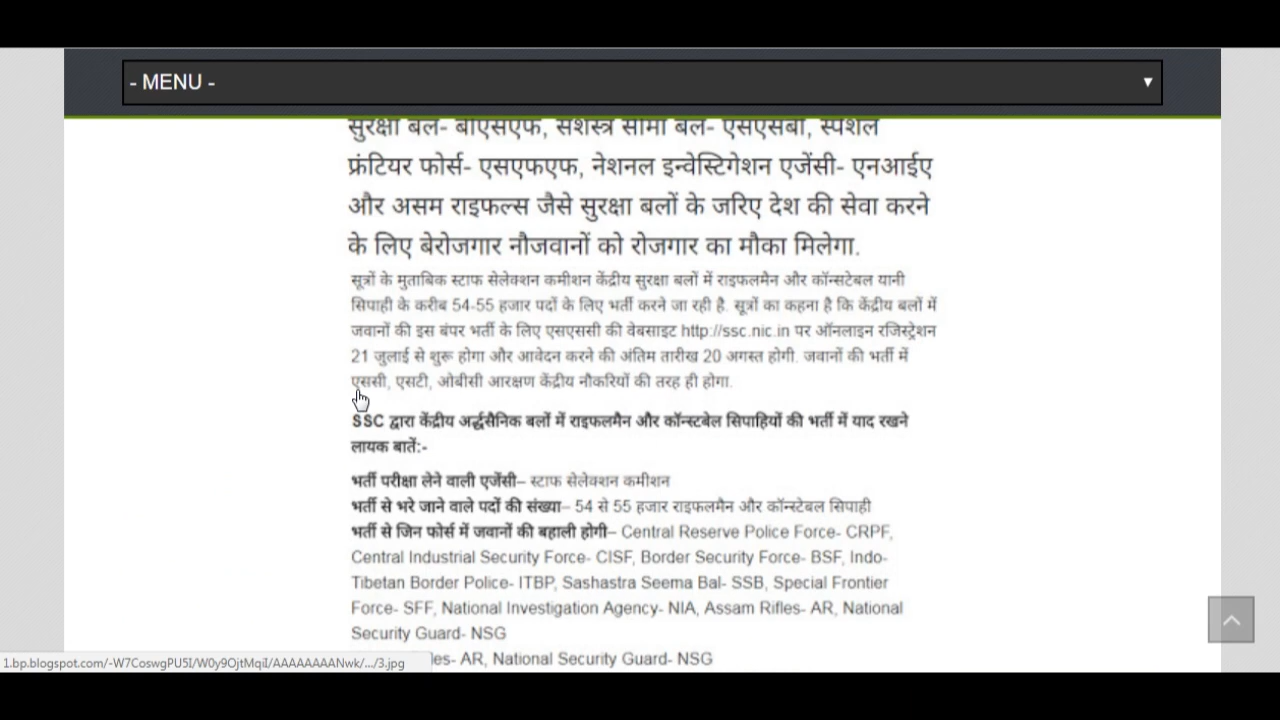 - MENU -
सुरक्षा बल- बीएसएफ, सशस्त्र सीमा बल- एसएसबी, स्पेशल
फ्रंटियर फोर्स- एसएफएफ, नेशनल इन्वेस्टिगेशन एजेंसी- एनआईए
और असम राइफल्स जैसे सुरक्षा बलों के जरिए देश की सेवा करने
के लिए बेरोजगार नौजवानों को रोजगार का मौका मिलेगा.
सूत्रों के मुताबिक स्टाफ सेलेक्शन कमीशन केंद्रीय सुरक्षा बलों में राइफलमैन और कॉन्सटेबल यानी
सिपाही के करीब 54-55 हजार पदों के लिए भर्ती करने जा रही है. सूत्रों का कहना है कि केंद्रीय बलों में
जवानों की इस बंपर भर्ती के लिए एसएससी की वेबसाइट http://ssc.nic.in पर ऑनलाइन रजिस्ट्रेशन
21 जुलाई से शुरू होगा और आवेदन करने की अंतिम तारीख 20 अगस्त होगी. जवानों की भर्ती में
एससी, एसटी, ओबीसी आरक्षण केंद्रीय नौकरियों की तरह ही होगा.
SSC द्वारा केंद्रीय अर्द्धसैनिक बलों में राइफलमैन और कॉन्स्टबेल सिपाहियों की भर्ती में याद रखने
लायक बातें:-
भर्ती परीक्षा लेने वाली एजेंसी– स्टाफ सेलेक्शन कमीशन
भर्ती से भरे जाने वाले पदों की संख्या– 54 से 55 हजार राइफलमैन और कॉन्स्टेबल सिपाही
भर्ती से जिन फोर्स में जवानों की बहाली होगी– Central Reserve Police Force- CRPF,
Central Industrial Security Force- CISF, Border Security Force- BSF, Indo-
Tibetan Border Police- ITBP, Sashastra Seema Bal- SSB, Special Frontier
Force- SFF, National Investigation Agency- NIA, Assam Rifles- AR, National
Security Guard- NSG
les- AR, National Security Guard- NSG
1.bp.blogspot.com/-W7CoswgPU5I/W0y9OjtMqiI/AAAAAAAANwk/.../3.jpg